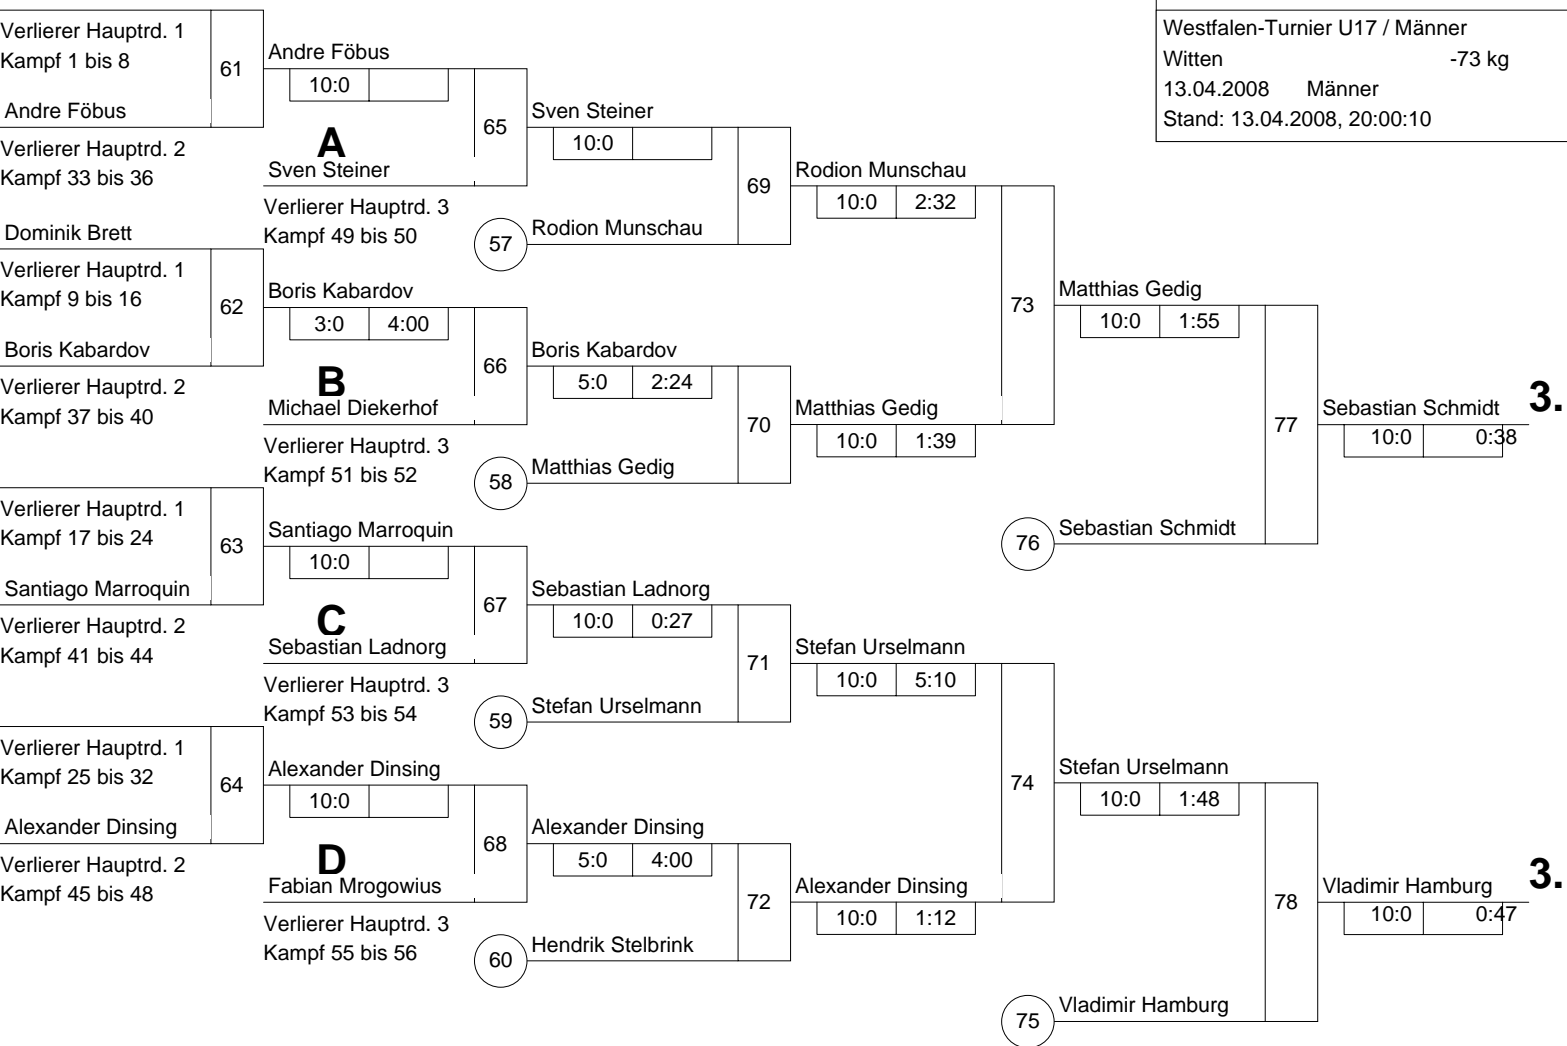 Westfalen-Turnier U17 / Männer
Witten -73 kg
13.04.2008 Männer
Stand: 13.04.2008, 20:00:10
Verlierer Hauptrd. 1
Kampf 1 bis 8
61
Andre Föbus
10:0
Andre Föbus
Verlierer Hauptrd. 2
Kampf 33 bis 36
A
Sven Steiner
Verlierer Hauptrd. 3
Kampf 49 bis 50
65
Sven Steiner
10:0
57
Rodion Munschau
69
Rodion Munschau
10:0 2:32
Dominik Brett
Verlierer Hauptrd. 1
Kampf 9 bis 16
62
Boris Kabardov
3:0 4:00
Boris Kabardov
Verlierer Hauptrd. 2
Kampf 37 bis 40
B
Michael Diekerhof
Verlierer Hauptrd. 3
Kampf 51 bis 52
66
Boris Kabardov
5:0 2:24
58
Matthias Gedig
70
Matthias Gedig
10:0 1:39
73
Matthias Gedig
10:0 1:55
76
Sebastian Schmidt
77
Sebastian Schmidt 3.
10:0 0:38
Verlierer Hauptrd. 1
Kampf 17 bis 24
63
Santiago Marroquin
10:0
Santiago Marroquin
Verlierer Hauptrd. 2
Kampf 41 bis 44
C
Sebastian Ladnorg
Verlierer Hauptrd. 3
Kampf 53 bis 54
67
Sebastian Ladnorg
10:0 0:27
59
Stefan Urselmann
71
Stefan Urselmann
10:0 5:10
Verlierer Hauptrd. 1
Kampf 25 bis 32
64
Alexander Dinsing
10:0
Alexander Dinsing
Verlierer Hauptrd. 2
Kampf 45 bis 48
D
Fabian Mrogowius
Verlierer Hauptrd. 3
Kampf 55 bis 56
68
Alexander Dinsing
5:0 4:00
60
Hendrik Stelbrink
72
Alexander Dinsing
10:0 1:12
74
Stefan Urselmann
10:0 1:48
75
Vladimir Hamburg
78
Vladimir Hamburg 3.
10:0 0:47